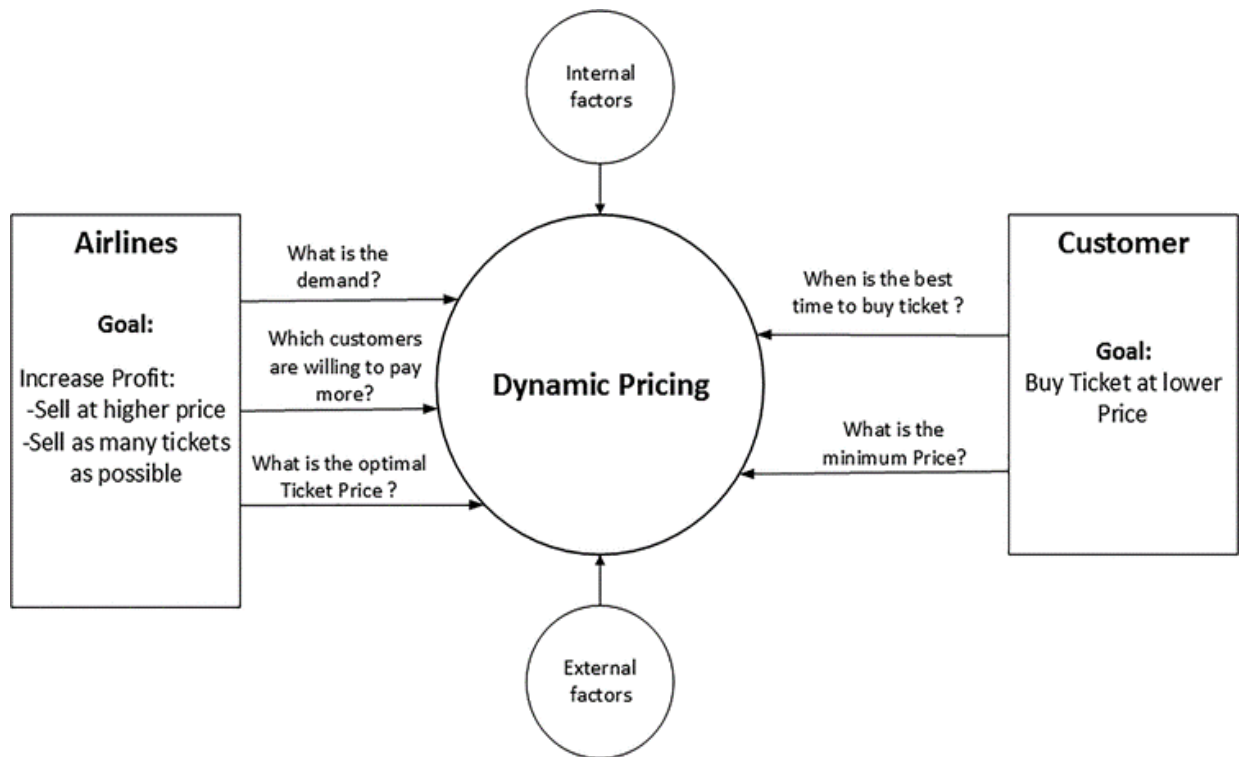 Internal
factors
Airlines
Goal:
Increase Profit:
-Sell at higher price
-Sell as many tickets
as possible
What is the
demand?
Which customers
are willing to pay
more?
What is the optimal
Ticket Price ?
Dynamic Pricing
When is the best
time to buy ticket ?
What is the
minimum Price?
Customer
Goal:
Buy Ticket at lower
Price
External
factors